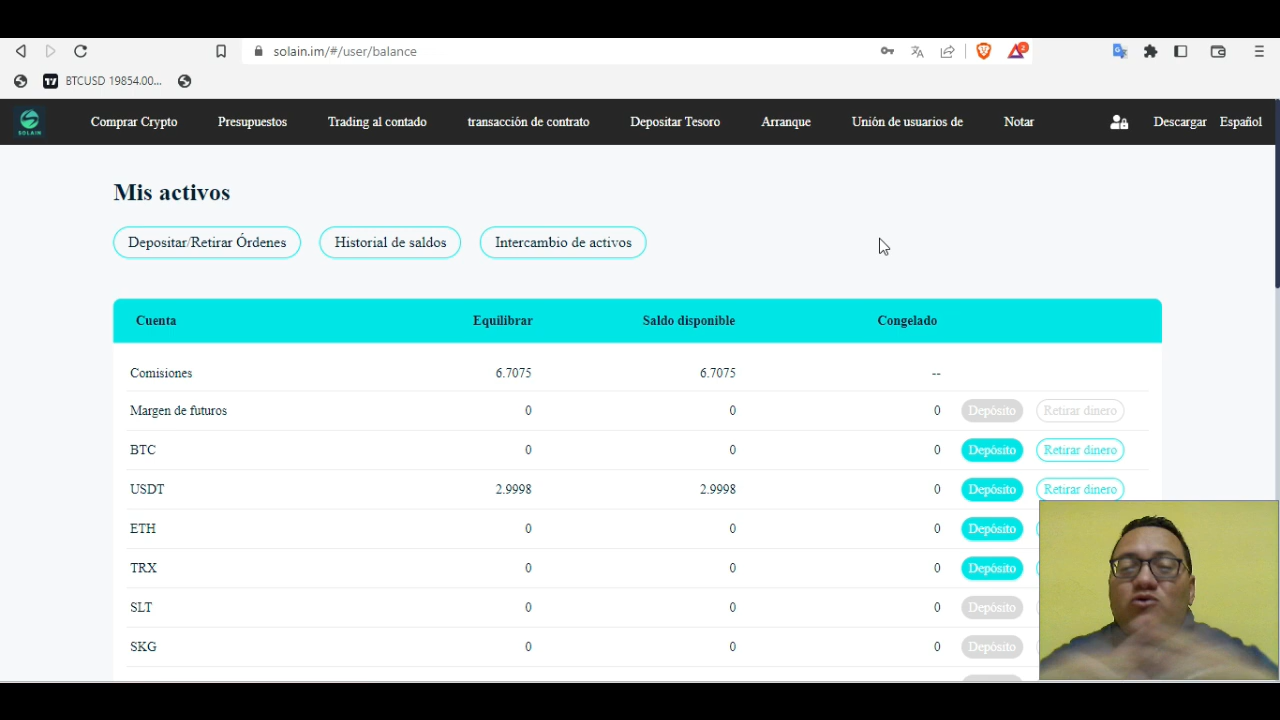 solain.im/#/user/balance
2
BTCUSD 19854.00...
SOLAIN
Comprar Crypto Presupuestos Trading al contado transacción de contrato Depositar Tesoro Arranque Unión de usuarios de Notar Descargar Español
Mis activos
Depositar/Retirar Órdenes Historial de saldos Intercambio de activos
Cuenta Equilibrar Saldo disponible Congelado
Comisiones 6.7075 6.7075 --
Margen de futuros 0 0 0 Depósito Retirar dinero
BTC 0 0 0 Depósito Retirar dinero
USDT 2.9998 2.9998 0 Depósito Retirar dinero
ETH 0 0 0 Depósito
TRX 0 0 0 Depósito
SLT 0 0 0 Depósito
SKG 0 0 0 Depósito